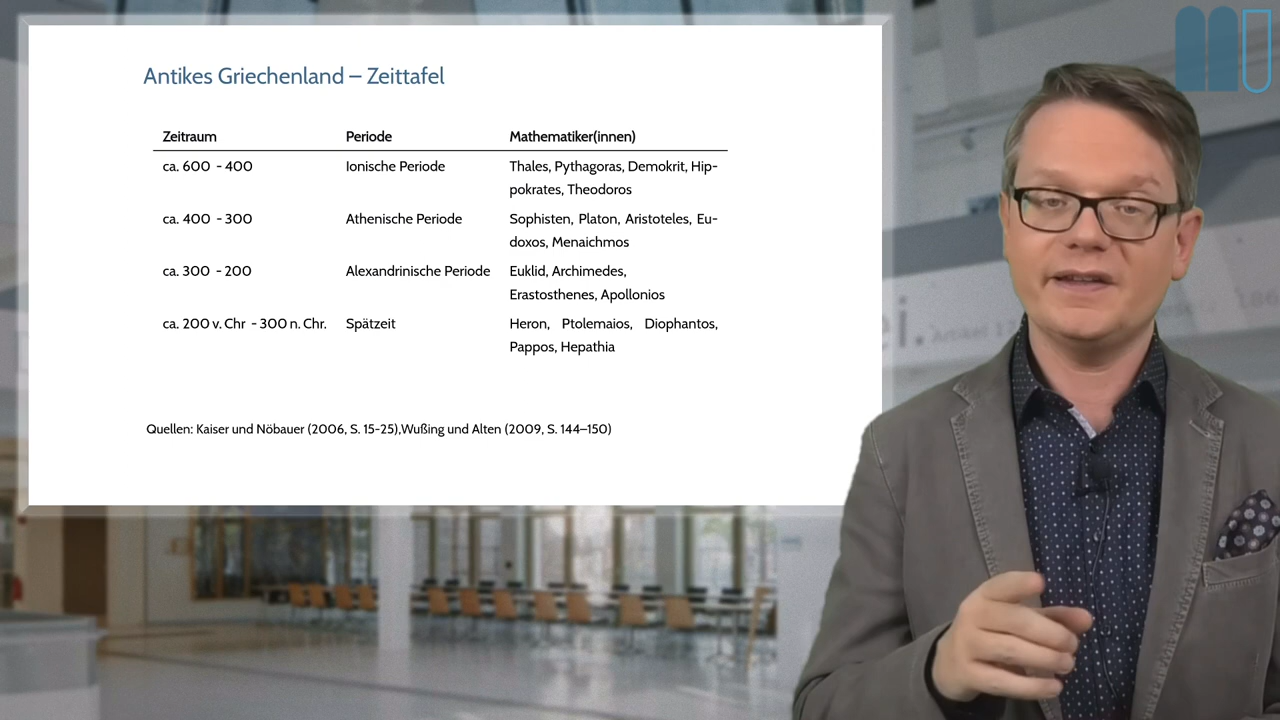 Antikes Griechenland – Zeittafel
Zeitraum Periode Mathematiker(innen)
ca. 600 - 400 Ionische Periode Thales, Pythagoras, Demokrit, Hip-
pokrates, Theodoros
ca. 400 - 300 Athenische Periode Sophisten, Platon, Aristoteles, Eu-
doxos, Menaichmos
ca. 300 - 200 Alexandrinische Periode Euklid, Archimedes,
Erastosthenes, Apollonios
ca. 200 v. Chr - 300 n. Chr. Spätzeit Heron, Ptolemaios, Diophantos,
Pappos, Hepathia
Quellen: Kaiser und Nöbauer (2006, S. 15-25),Wußing und Alten (2009, S. 144–150)
ei. Artikel 1